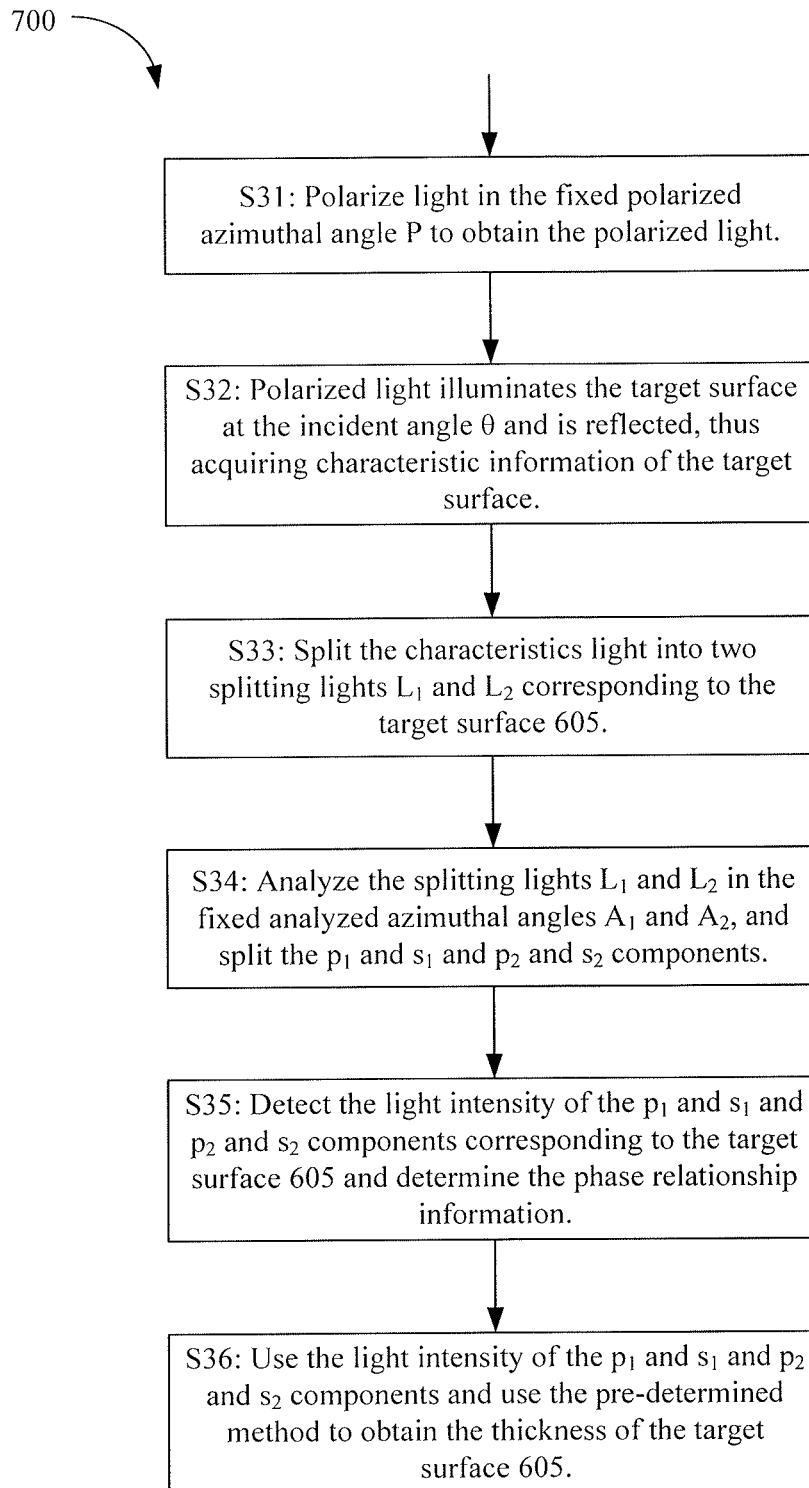 700
S31: Polarize light in the fixed polarized
azimuthal angle P to obtain the polarized light.
S32: Polarized light illuminates the target surface
at the incident angle θ and is reflected, thus
acquiring characteristic information of the target
surface.
S33: Split the characteristics light into two
splitting lights L₁ and L₂ corresponding to the
target surface 605.
S34: Analyze the splitting lights L₁ and L₂ in the
fixed analyzed azimuthal angles A₁ and A₂, and
split the p₁ and s₁ and p₂ and s₂ components.
S35: Detect the light intensity of the p₁ and s₁ and
p₂ and s₂ components corresponding to the target
surface 605 and determine the phase relationship
information.
S36: Use the light intensity of the p₁ and s₁ and p₂
and s₂ components and use the pre-determined
method to obtain the thickness of the target
surface 605.